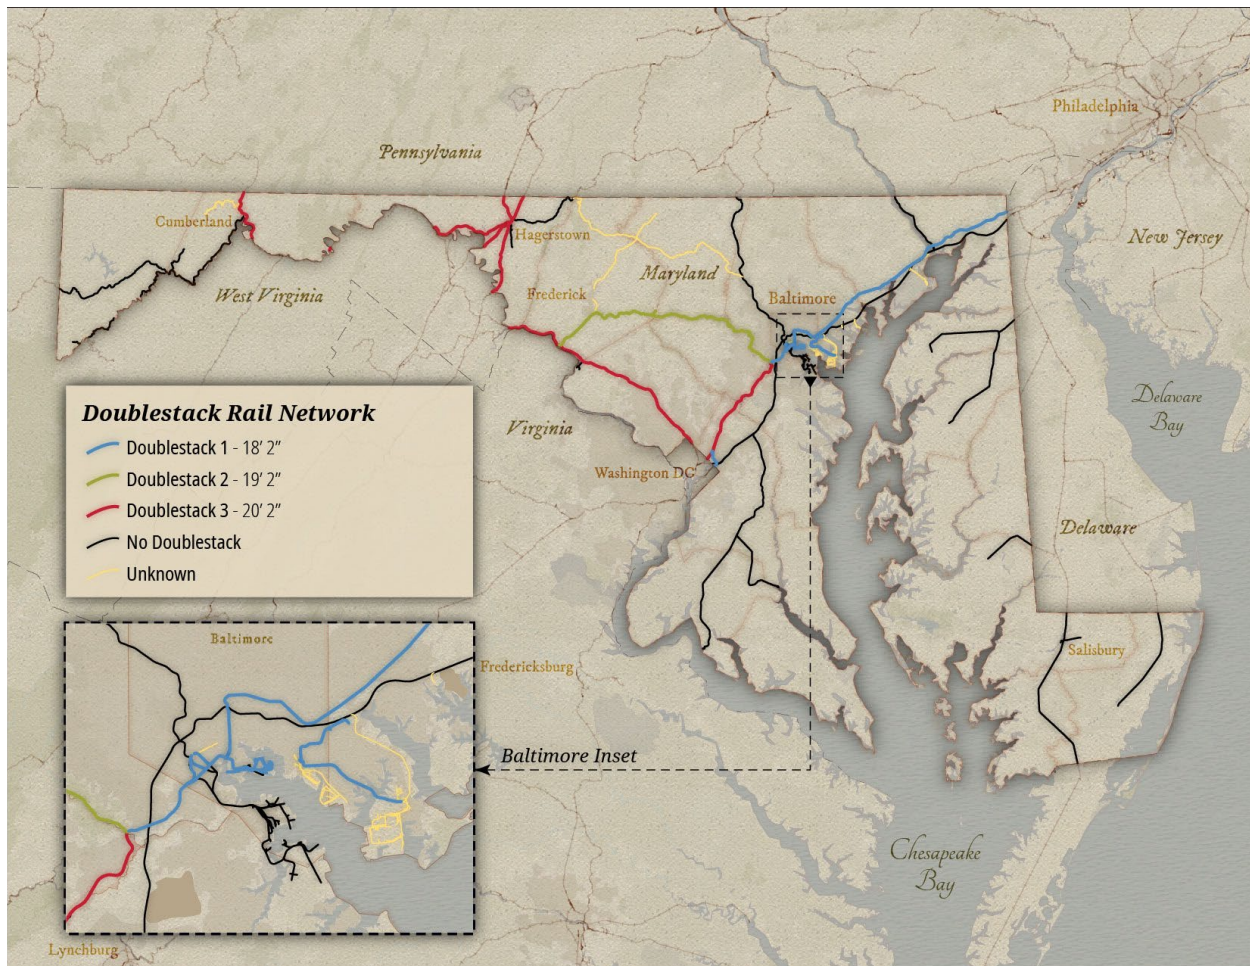 Philadelphia
Pennsylvania
Cumberland
Hagerstown
New Jersey
Maryland
West Virginia
Frederick
Baltimore
Delaware
Bay
Doublestack Rail Network
Doublestack 1 - 18' 2"
Doublestack 2 - 19' 2"
Doublestack 3 - 20' 2"
No Doublestack
Unknown
Virginia
Washington DC
Delaware
Baltimore
Fredericksburg
Salisbury
Baltimore Inset
Chesapeake
Bay
Lynchburg